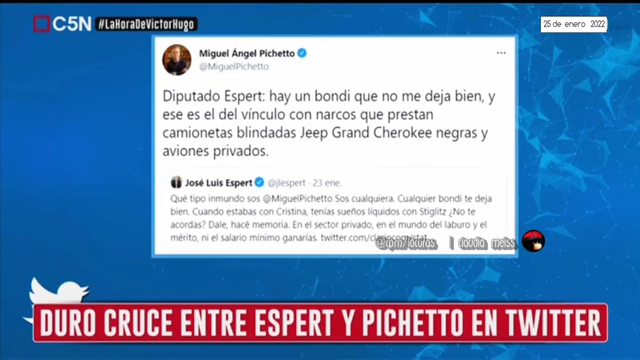 C5N
#LaHoraDeVictorHugo
25 de enero 2022
Miguel Ángel Pichetto
@MiguelPichetto
Diputado Espert: hay un bondi que no me deja bien, y
ese es el del vínculo con narcos que prestan
camionetas blindadas Jeep Grand Cherokee negras y
aviones privados.
José Luis Espert @jlespert · 23 ene.
Qué tipo inmundo sos @MiguelPichetto Sos cualquiera. Cualquier bondi te deja
bien. Cuando estabas con Cristina, tenías sueños líquidos con Stiglitz ¿No te
acordas? Dale, hacé memoria. En el sector privado, en el mundo del laburo y el
mérito, ni el salario mínimo ganarías.
claudia
DURO CRUCE ENTRE ESPERT Y PICHETTO EN TWITTER